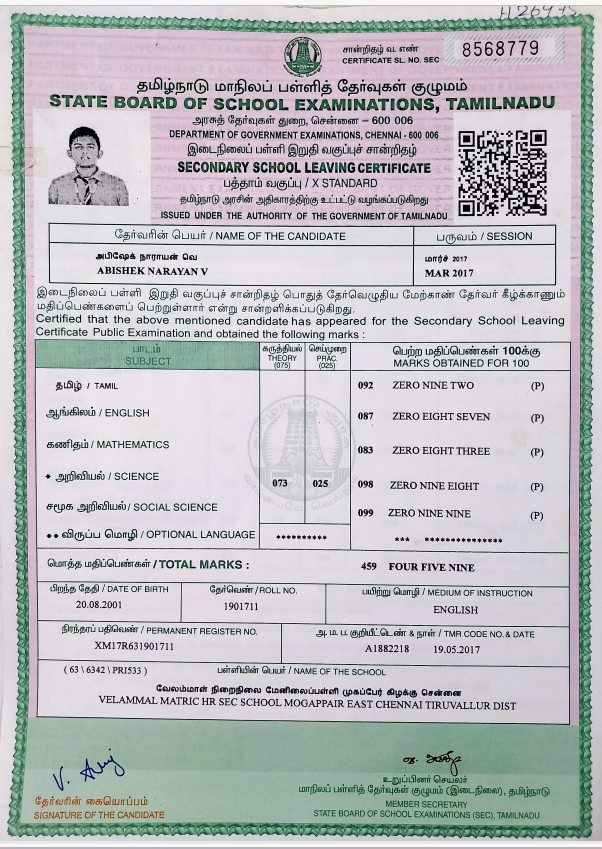 H 26975
சான்றிதழ் வ. எண்
CERTIFICATE SL. NO. SEC
8568779
தமிழ்நாடு மாநிலப் பள்ளித் தேர்வுகள் குழுமம்
STATE BOARD OF SCHOOL EXAMINATIONS, TAMILNADU
அரசுத் தேர்வுகள் துறை, சென்னை – 600 006
DEPARTMENT OF GOVERNMENT EXAMINATIONS, CHENNAI - 600 006
இடைநிலைப் பள்ளி இறுதி வகுப்புச் சான்றிதழ்
SECONDARY SCHOOL LEAVING CERTIFICATE
பத்தாம் வகுப்பு / X STANDARD
தமிழ்நாடு அரசின் அதிகாரத்திற்கு உட்பட்டு வழங்கப்படுகிறது
ISSUED UNDER THE AUTHORITY OF THE GOVERNMENT OF TAMILNADU
தேர்வரின் பெயர் / NAME OF THE CANDIDATE பருவம் / SESSION
அபிஷேக் நாராயன் வெ மார்ச் 2017
ABISHEK NARAYAN V MAR 2017
இடைநிலைப் பள்ளி இறுதி வகுப்புச் சான்றிதழ் பொதுத் தேர்வெழுதிய மேற்காண் தேர்வர் கீழ்க்காணும்
மதிப்பெண்களைப் பெற்றுள்ளார் என்று சான்றளிக்கப்படுகிறது.
Certified that the above mentioned candidate has appeared for the Secondary School Leaving
Certificate Public Examination and obtained the following marks :
பாடம் கருத்தியல் செய்முறை பெற்ற மதிப்பெண்கள் 100க்கு
SUBJECT THEORY (075) PRAC. (025) MARKS OBTAINED FOR 100
தமிழ் / TAMIL 092 ZERO NINE TWO (P)
ஆங்கிலம் / ENGLISH 087 ZERO EIGHT SEVEN (P)
கணிதம் / MATHEMATICS 083 ZERO EIGHT THREE (P)
* அறிவியல் / SCIENCE 073 025 098 ZERO NINE EIGHT (P)
சமூக அறிவியல் / SOCIAL SCIENCE 099 ZERO NINE NINE (P)
** விருப்ப மொழி / OPTIONAL LANGUAGE ********** *** ***************
மொத்த மதிப்பெண்கள் / TOTAL MARKS : 459 FOUR FIVE NINE
பிறந்த தேதி / DATE OF BIRTH தேர்வெண் / ROLL NO. பயிற்று மொழி / MEDIUM OF INSTRUCTION
20.08.2001 1901711 ENGLISH
நிரந்தரப் பதிவெண் / PERMANENT REGISTER NO. அ. ம. ப. குறியீட்டெண் & நாள் / TMR CODE NO. & DATE
XM17R631901711 A1882218 19.05.2017
( 63 \ 6342 \ PRI533 ) பள்ளியின் பெயர் / NAME OF THE SCHOOL
வேலம்மாள் நிறைநிலை மேனிலைப்பள்ளி முகப்பேர் கிழக்கு சென்னை
VELAMMAL MATRIC HR SEC SCHOOL MOGAPPAIR EAST CHENNAI TIRUVALLUR DIST
தேர்வரின் கையொப்பம்
SIGNATURE OF THE CANDIDATE
உறுப்பினர் செயலர்
மாநிலப் பள்ளித் தேர்வுகள் குழுமம் (இடைநிலை), தமிழ்நாடு
MEMBER SECRETARY
STATE BOARD OF SCHOOL EXAMINATIONS (SEC), TAMILNADU